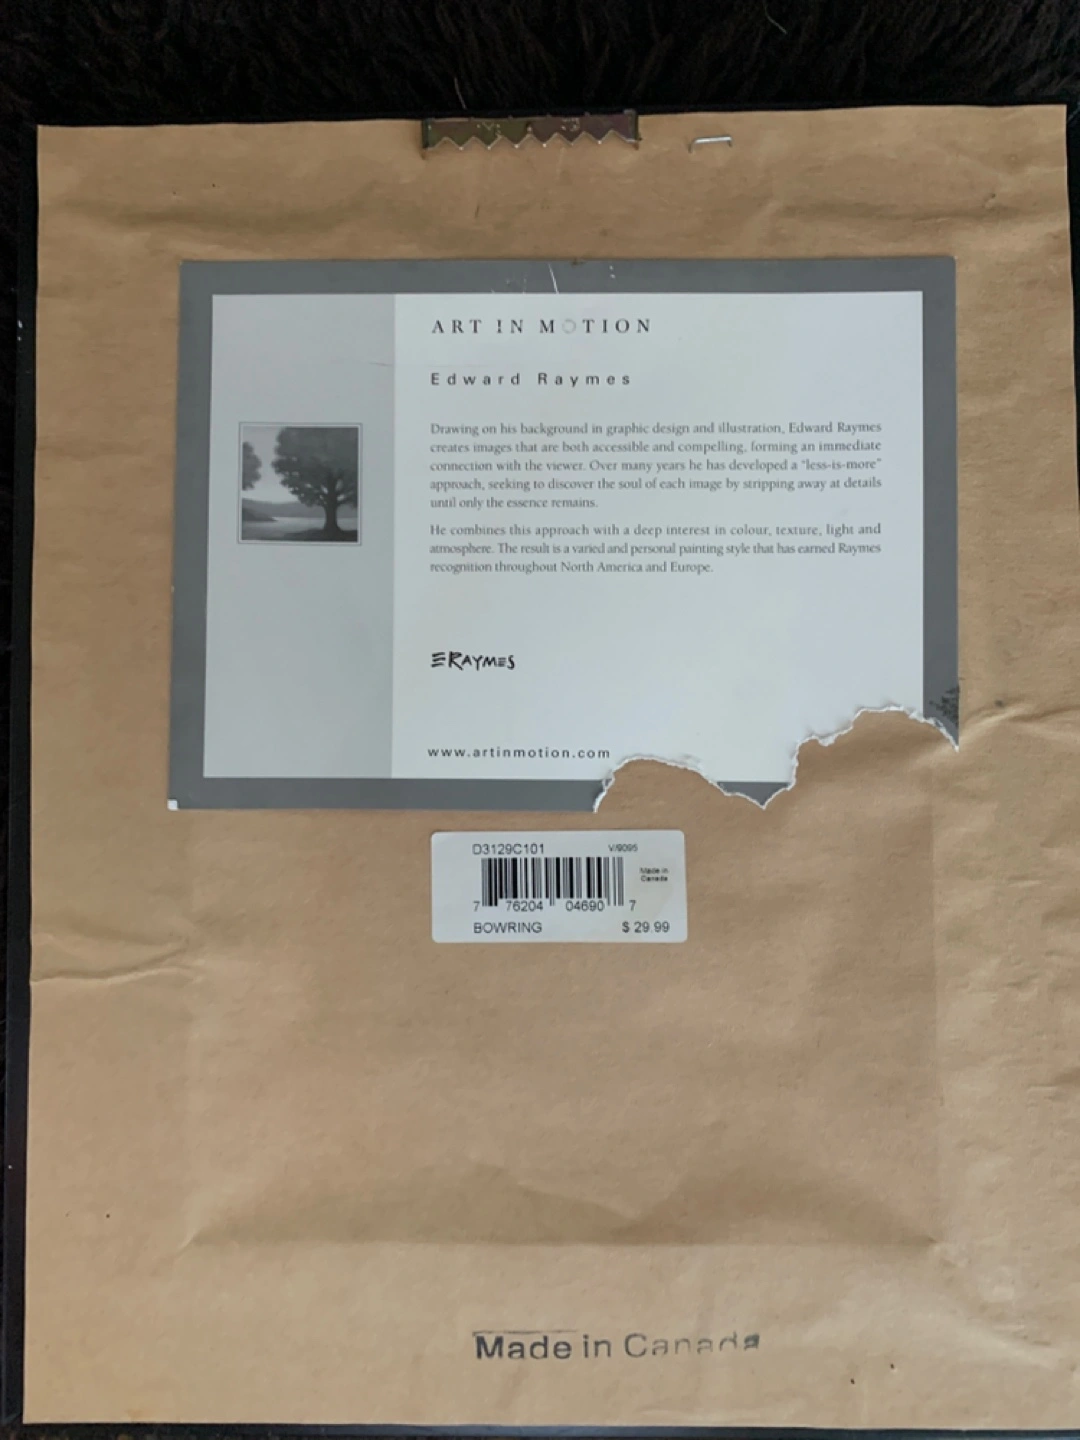 ART IN MOTION
Edward Raymes
Drawing on his background in graphic design and illustration, Edward Raymes
creates images that are both accessible and compelling, forming an immediate
connection with the viewer. Over many years he has developed a "less-is-more"
approach, seeking to discover the soul of each image by stripping away at details
until only the essence remains.
He combines this approach with a deep interest in colour, texture, light and
atmosphere. The result is a varied and personal painting style that has earned Raymes
recognition throughout North America and Europe.
ERAYMES
www.artinmotion.com
D3129C101 V/9095
Made in
Canada
7 76204 04690 7
BOWRING $ 29.99
Made in Canada